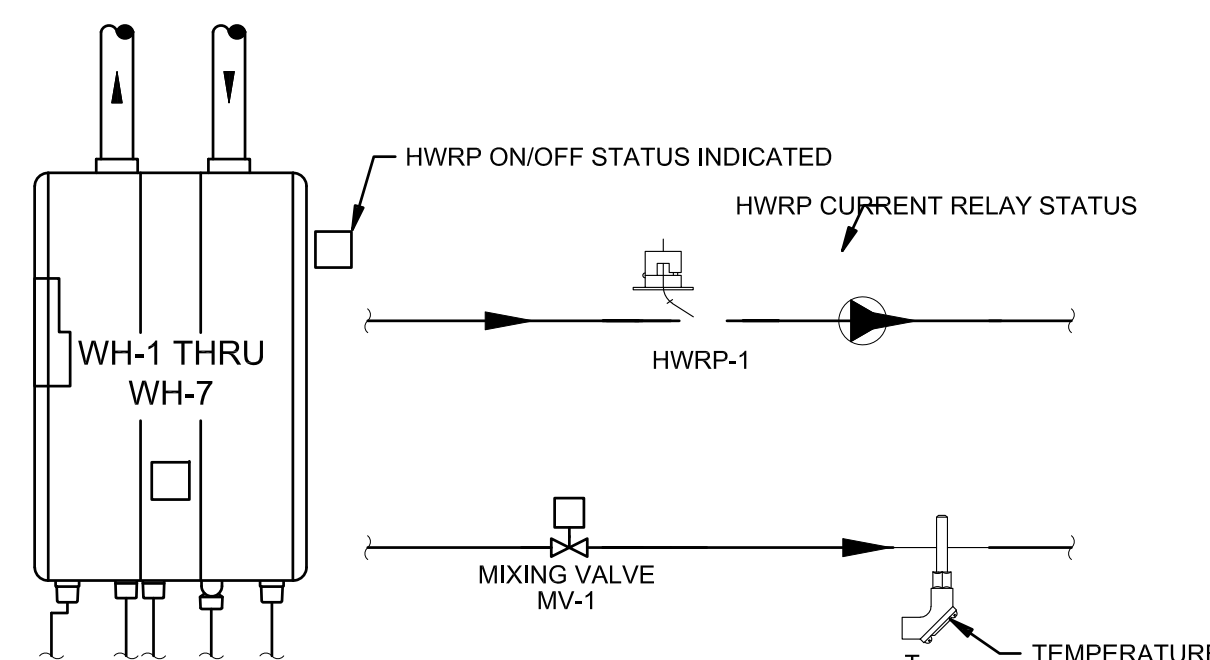 HWRP ON/OFF STATUS INDICATED
HWRP CURRENT RELAY STATUS
WH-1 THRU
WH-7
HWRP-1
MIXING VALVE
MV-1
T
TEMPERATURE